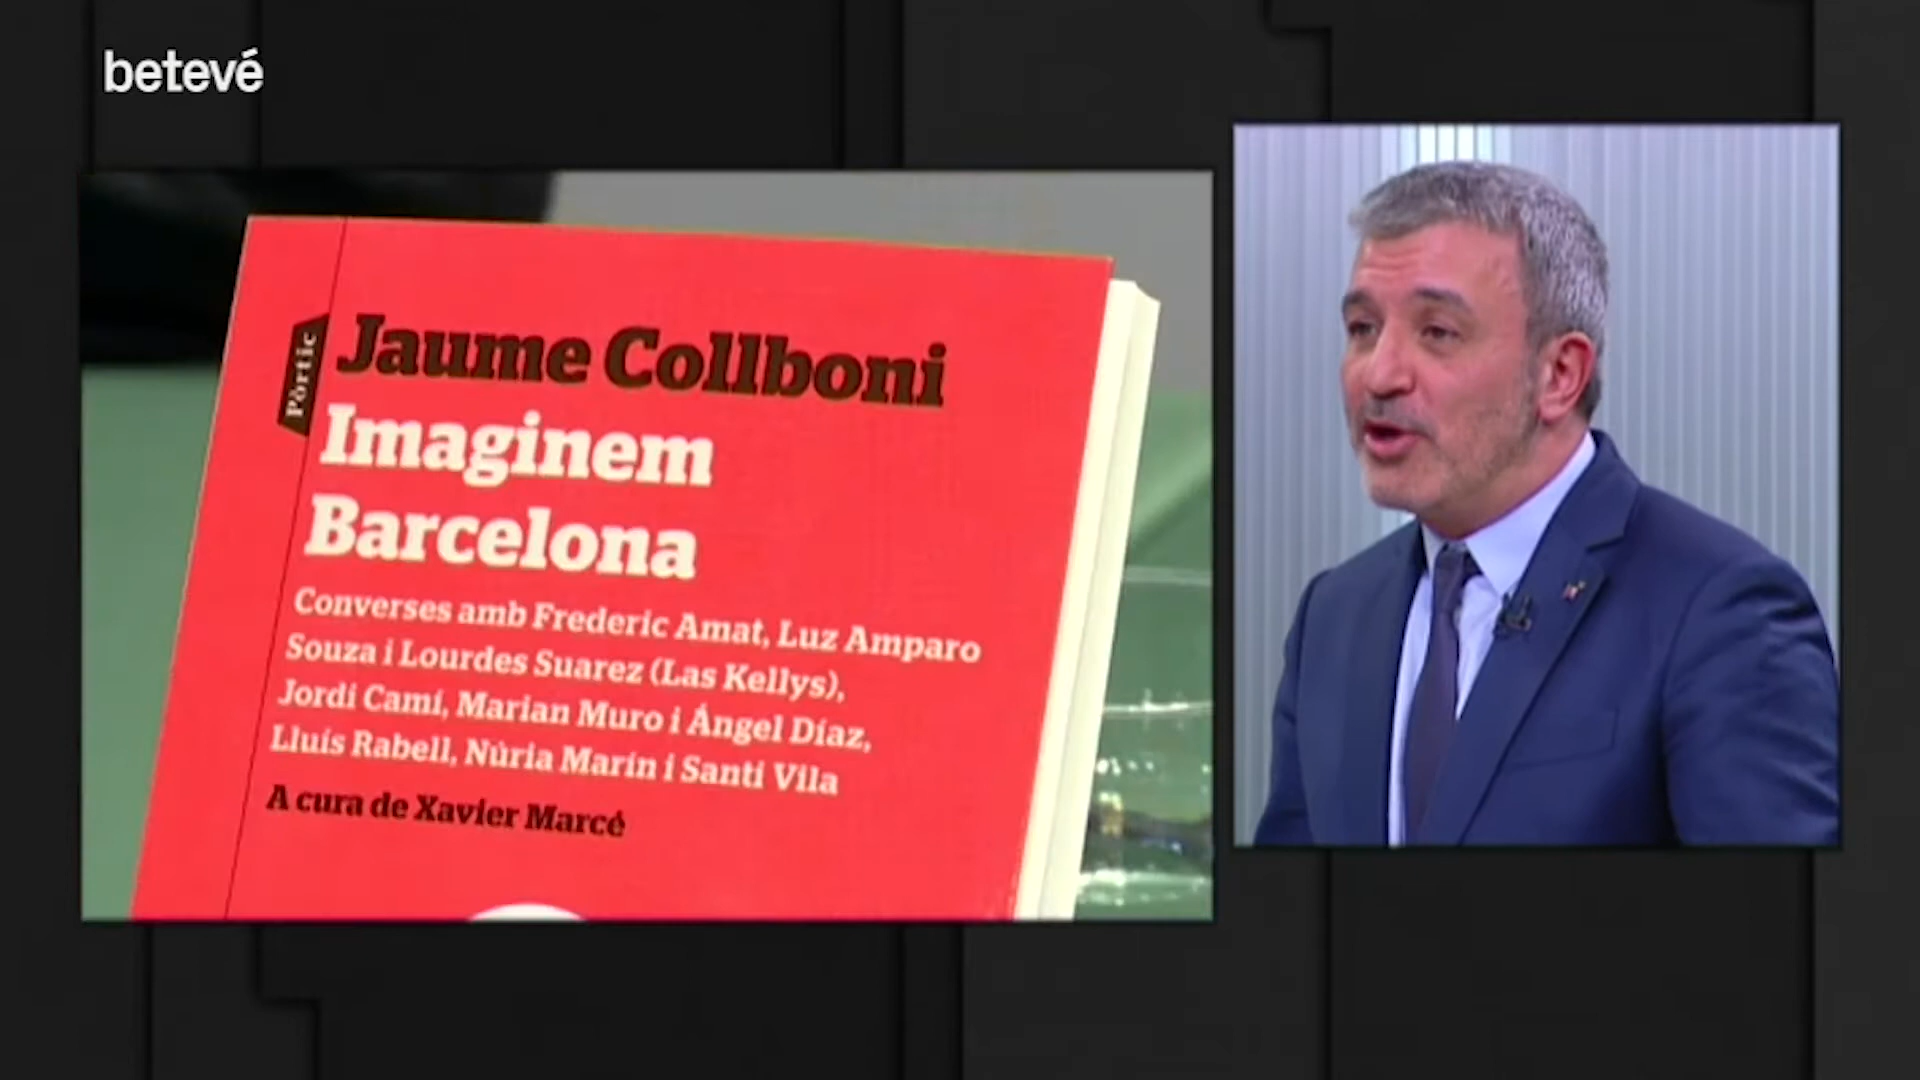 betevé
Pòrtic
Jaume Collboni
Imaginem
Barcelona
Converses amb Frederic Amat, Luz Amparo
Souza i Lourdes Suarez (Las Kellys),
Jordi Camí, Marian Muro i Ángel Díaz,
Lluís Rabell, Núria Marín i Santi Vila
A cura de Xavier Marcé